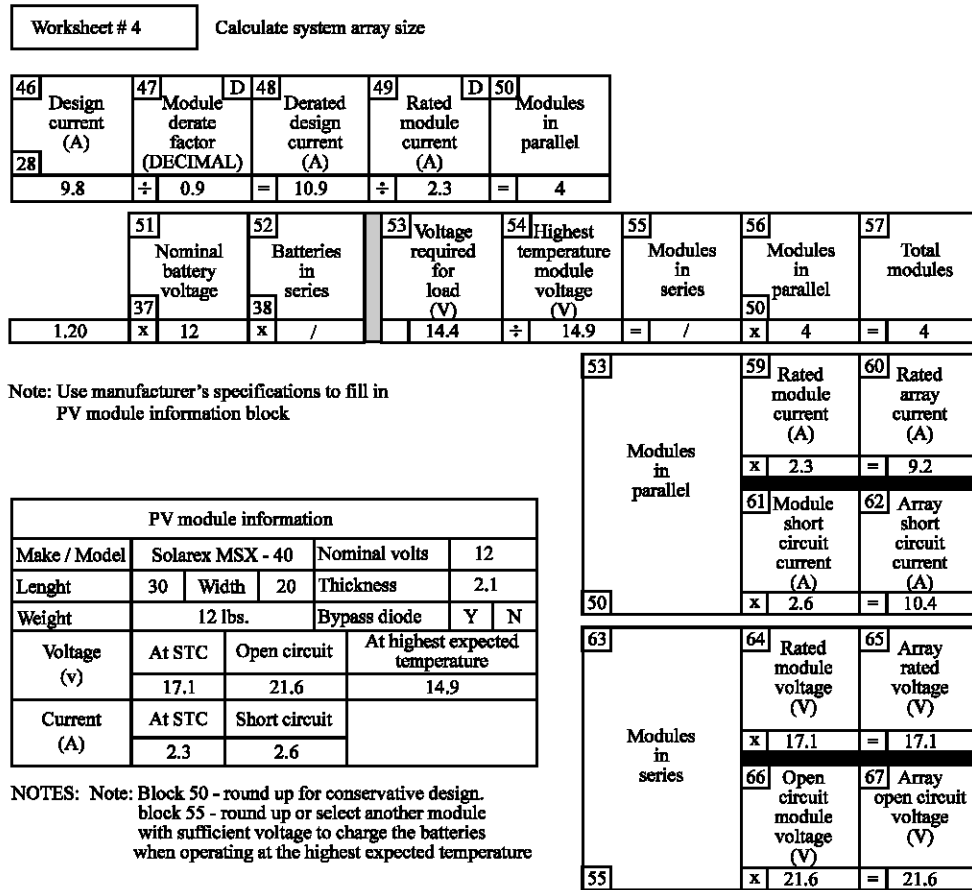 Worksheet # 4
Calculate system array size
46 Design current (A) 28
47 D Module derate factor (DECIMAL)
48 Derated design current (A)
49 D Rated module current (A)
50 Modules in parallel
9.8 ÷ 0.9 = 10.9 ÷ 2.3 = 4
51 Nominal battery voltage 37
52 Batteries in series 38
53 Voltage required for load (V)
54 Highest temperature module voltage (V)
55 Modules in series
56 Modules in parallel 50
57 Total modules
1.20 x 12 x / 14.4 ÷ 14.9 = / x 4 = 4
Note: Use manufacturer's specifications to fill in
PV module information block
53 Modules in parallel 50
59 Rated module current (A)
60 Rated array current (A)
x 2.3 = 9.2
61 Module short circuit current (A)
62 Array short circuit current (A)
x 2.6 = 10.4
PV module information
Make / Model Solarex MSX - 40 Nominal volts 12
Lenght 30 Width 20 Thickness 2.1
Weight 12 lbs. Bypass diode Y N
Voltage (v) At STC Open circuit At highest expected temperature
17.1 21.6 14.9
Current (A) At STC Short circuit
2.3 2.6
63 Modules in series 55
64 Rated module voltage (V)
65 Array rated voltage (V)
x 17.1 = 17.1
66 Open circuit module voltage (V)
67 Array open circuit voltage (V)
x 21.6 = 21.6
NOTES: Note: Block 50 - round up for conservative design.
block 55 - round up or select another module
with sufficient voltage to charge the batteries
when operating at the highest expected temperature